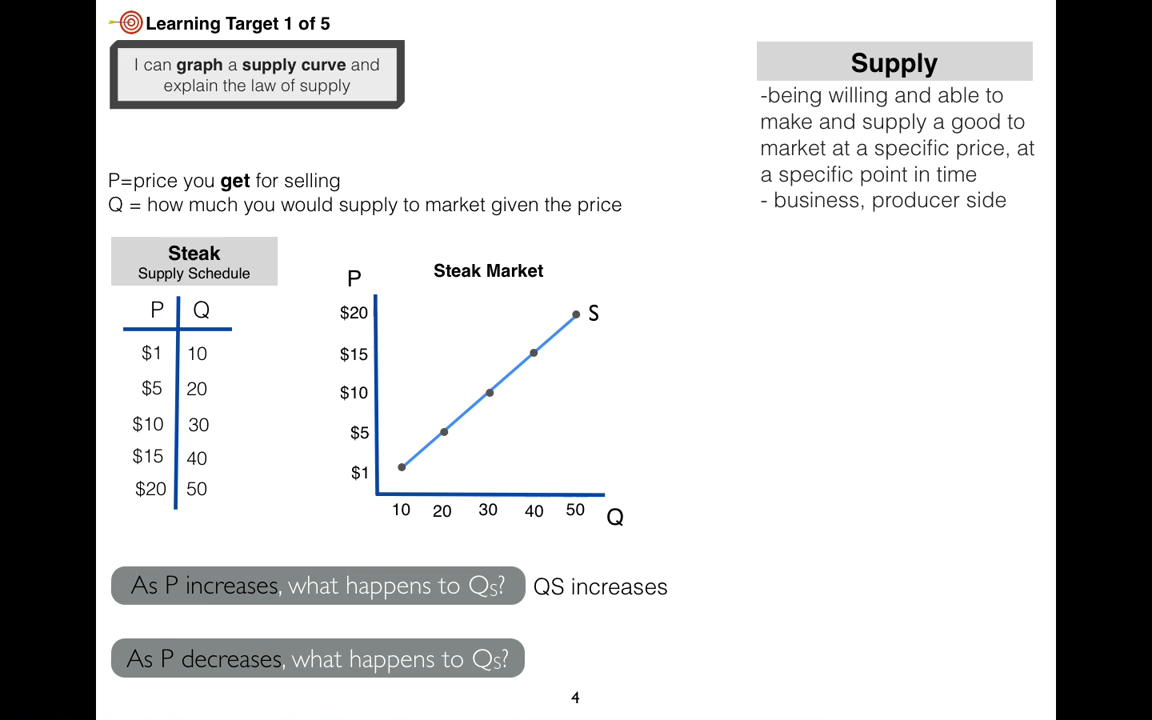 Learning Target 1 of 5
I can graph a supply curve and
explain the law of supply
Supply
-being willing and able to
make and supply a good to
market at a specific price, at
a specific point in time
- business, producer side
P=price you get for selling
Q = how much you would supply to market given the price
Steak
Supply Schedule
P Q
$1 10
$5 20
$10 30
$15 40
$20 50
Steak Market
P
$20
$15
$10
$5
$1
S
10 20 30 40 50
Q
As P increases, what happens to Qs? QS increases
As P decreases, what happens to Qs?
4